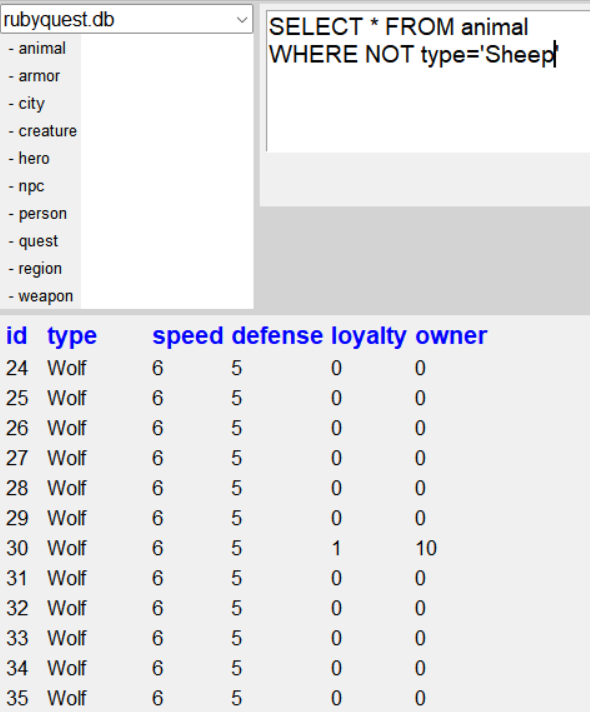 rubyquest.db
- animal
- armor
- city
- creature
- hero
- npc
- person
- quest
- region
- weapon
SELECT * FROM animal
WHERE NOT type='Sheep'
id type speed defense loyalty owner
24 Wolf 6 5 0 0
25 Wolf 6 5 0 0
26 Wolf 6 5 0 0
27 Wolf 6 5 0 0
28 Wolf 6 5 0 0
29 Wolf 6 5 0 0
30 Wolf 6 5 1 10
31 Wolf 6 5 0 0
32 Wolf 6 5 0 0
33 Wolf 6 5 0 0
34 Wolf 6 5 0 0
35 Wolf 6 5 0 0